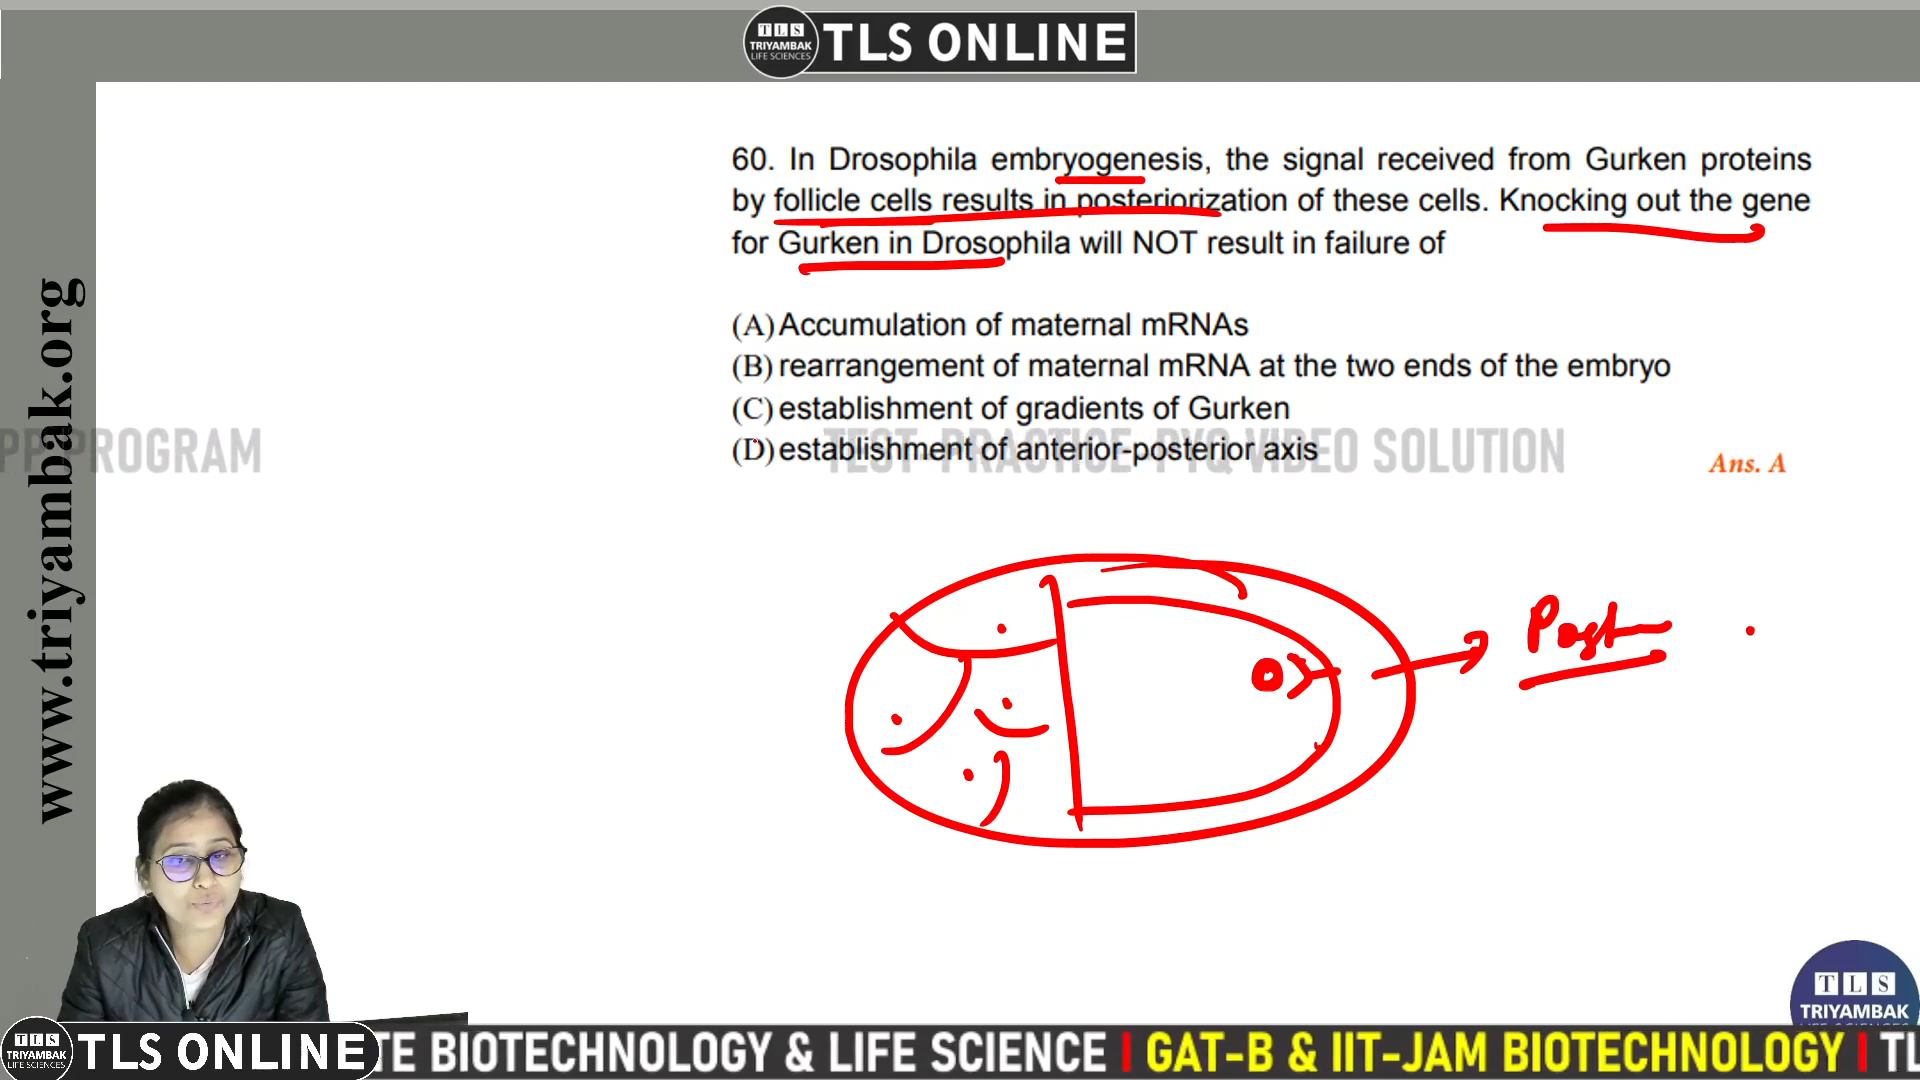 TLS
TRIYAMBAK
LIFE SCIENCES
TLS ONLINE
60. In Drosophila embryogenesis, the signal received from Gurken proteins
by follicle cells results in posteriorization of these cells. Knocking out the gene
for Gurken in Drosophila will NOT result in failure of
(A) Accumulation of maternal mRNAs
(B) rearrangement of maternal mRNA at the two ends of the embryo
(C) establishment of gradients of Gurken
(D) establishment of anterior-posterior axis
Ans. A
PROGRAM
TEST-PRACTICE-PYQ VIDEO SOLUTION
www.triyambak.org
Post
TLS
TRIYAMBAK
TLS
TRIYAMBAK
LIFE SCIENCES
TLS ONLINE
TE BIOTECHNOLOGY & LIFE SCIENCE | GAT-B & IIT-JAM BIOTECHNOLOGY | TL